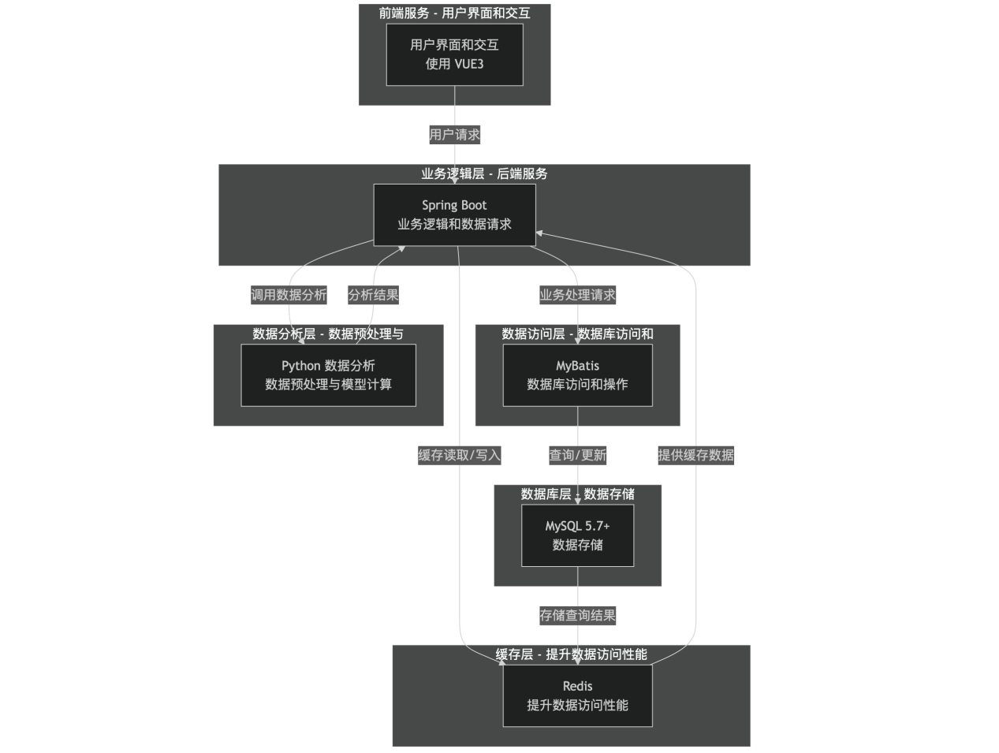 前端服务 - 用户界面和交互
用户界面和交互
使用 VUE3
用户请求
业务逻辑层 - 后端服务
Spring Boot
业务逻辑和数据请求
调用数据分析
分析结果
业务处理请求
数据分析层 - 数据预处理与
Python 数据分析
数据预处理与模型计算
数据访问层 - 数据库访问和
MyBatis
数据库访问和操作
缓存读取/写入
查询/更新
提供缓存数据
数据库层 - 数据存储
MySQL 5.7+
数据存储
存储查询结果
缓存层 - 提升数据访问性能
Redis
提升数据访问性能